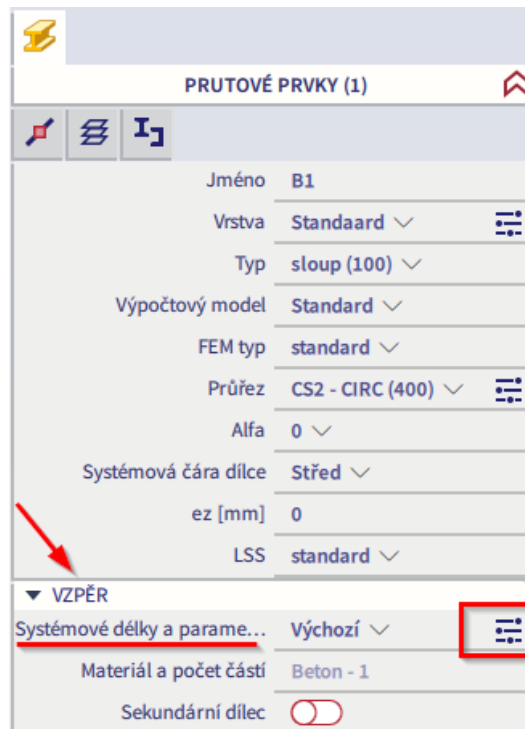 PRUTOVÉ PRVKY (1)
Jméno B1
Vrstva Standaard
Typ sloup (100)
Výpočtový model Standard
FEM typ standard
Průřez CS2 - CIRC (400)
Alfa 0
Systémová čára dílce Střed
ez [mm] 0
LSS standard
VZPĚR
Systémové délky a parame... Výchozí
Materiál a počet částí Beton - 1
Sekundární dílec